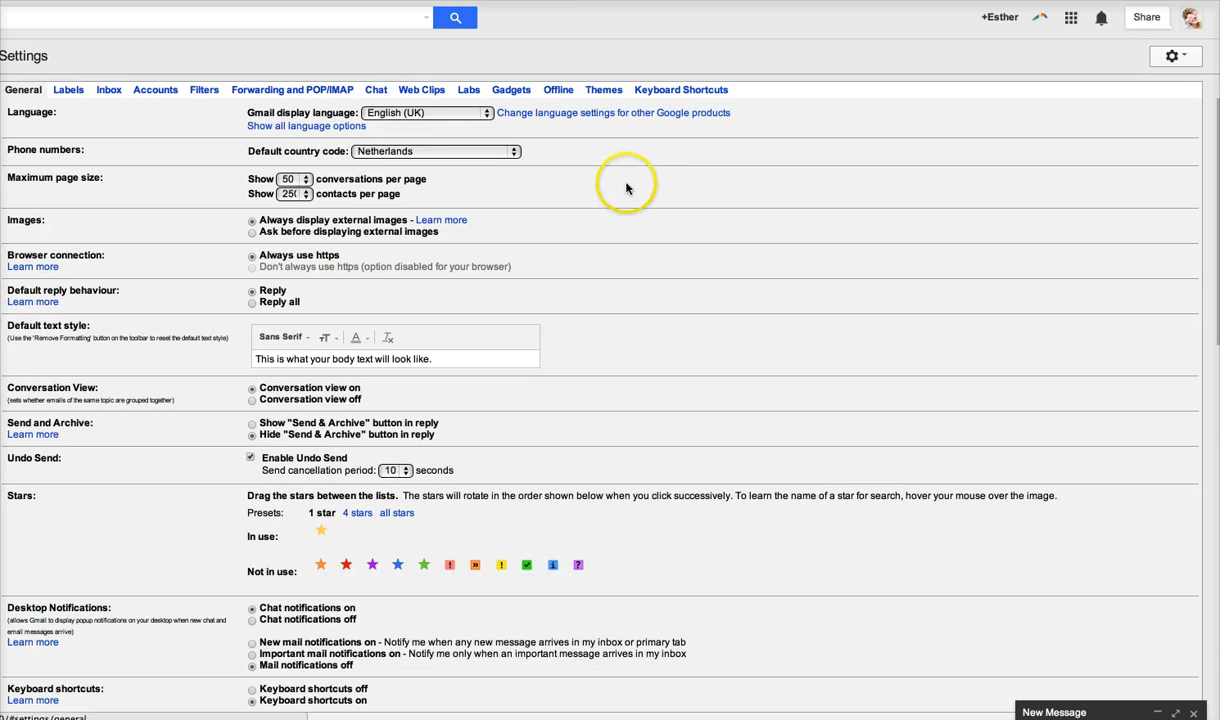 +Esther
Share
Settings
General Labels Inbox Accounts Filters Forwarding and POP/IMAP Chat Web Clips Labs Gadgets Offline Themes Keyboard Shortcuts
Language:
Gmail display language: English (UK) Change language settings for other Google products
Show all language options
Phone numbers:
Default country code: Netherlands
Maximum page size:
Show 50 conversations per page
Show 250 contacts per page
Images:
Always display external images - Learn more
Ask before displaying external images
Browser connection:
Learn more
Always use https
Don't always use https (option disabled for your browser)
Default reply behaviour:
Learn more
Reply
Reply all
Default text style:
(Use the 'Remove Formatting' button on the toolbar to reset the default text style)
Sans Serif
This is what your body text will look like.
Conversation View:
(sets whether emails of the same topic are grouped together)
Conversation view on
Conversation view off
Send and Archive:
Learn more
Show "Send & Archive" button in reply
Hide "Send & Archive" button in reply
Undo Send:
Enable Undo Send
Send cancellation period: 10 seconds
Stars:
Drag the stars between the lists. The stars will rotate in the order shown below when you click successively. To learn the name of a star for search, hover your mouse over the image.
Presets: 1 star 4 stars all stars
In use:
Not in use:
Desktop Notifications:
(allows Gmail to display popup notifications on your desktop when new chat and
email messages arrive)
Learn more
Chat notifications on
Chat notifications off
New mail notifications on - Notify me when any new message arrives in my inbox or primary tab
Important mail notifications on - Notify me only when an important message arrives in my inbox
Mail notifications off
Keyboard shortcuts:
Learn more
Keyboard shortcuts off
Keyboard shortcuts on
0/#settings/general
New Message